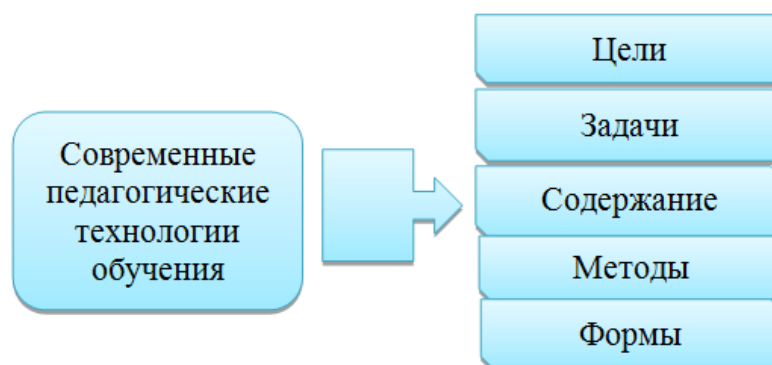 Современные
педагогические
технологии
обучения
Цели
Задачи
Содержание
Методы
Формы